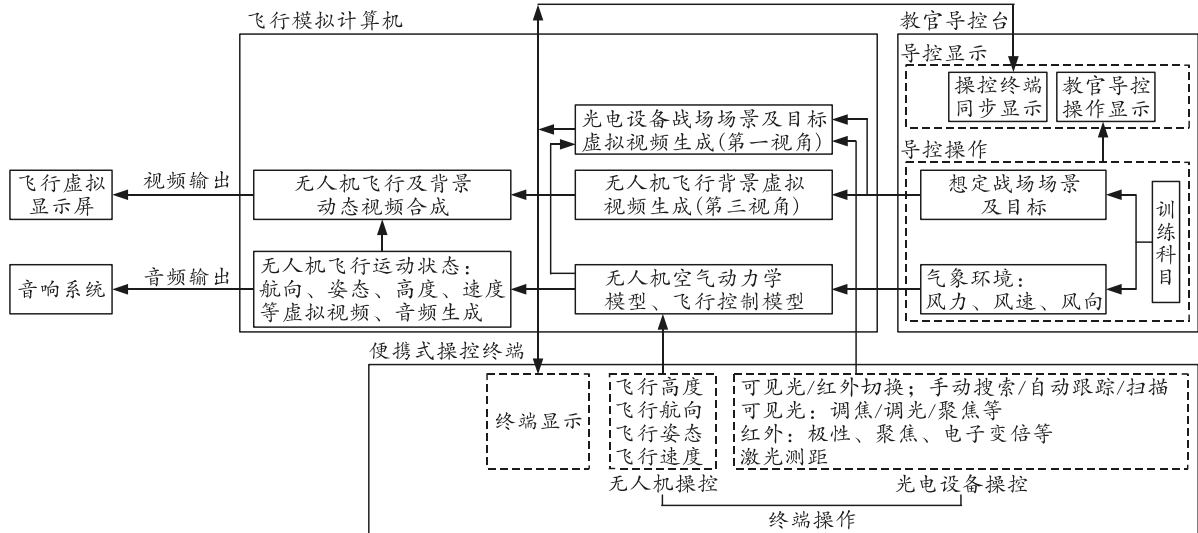 飞行模拟计算机
教官导控台
导控显示
操控终端
同步显示
教官导控
操作显示
光电设备战场场景及目标
虚拟视频生成(第一视角)
导控操作
飞行虚拟
显示屏
视频输出
无人机飞行及背景
动态视频合成
无人机飞行背景虚拟
视频生成(第三视角)
想定战场场景
及目标
训练科目
音响系统
音频输出
无人机飞行运动状态：
航向、姿态、高度、速度
等虚拟视频、音频生成
无人机空气动力学
模型、飞行控制模型
气象环境：
风力、风速、风向
便携式操控终端
终端显示
飞行高度
飞行航向
飞行姿态
飞行速度
可见光/红外切换；手动搜索/自动跟踪/扫描
可见光：调焦/调光/聚焦等
红外：极性、聚焦、电子变倍等
激光测距
无人机操控
光电设备操控
终端操作